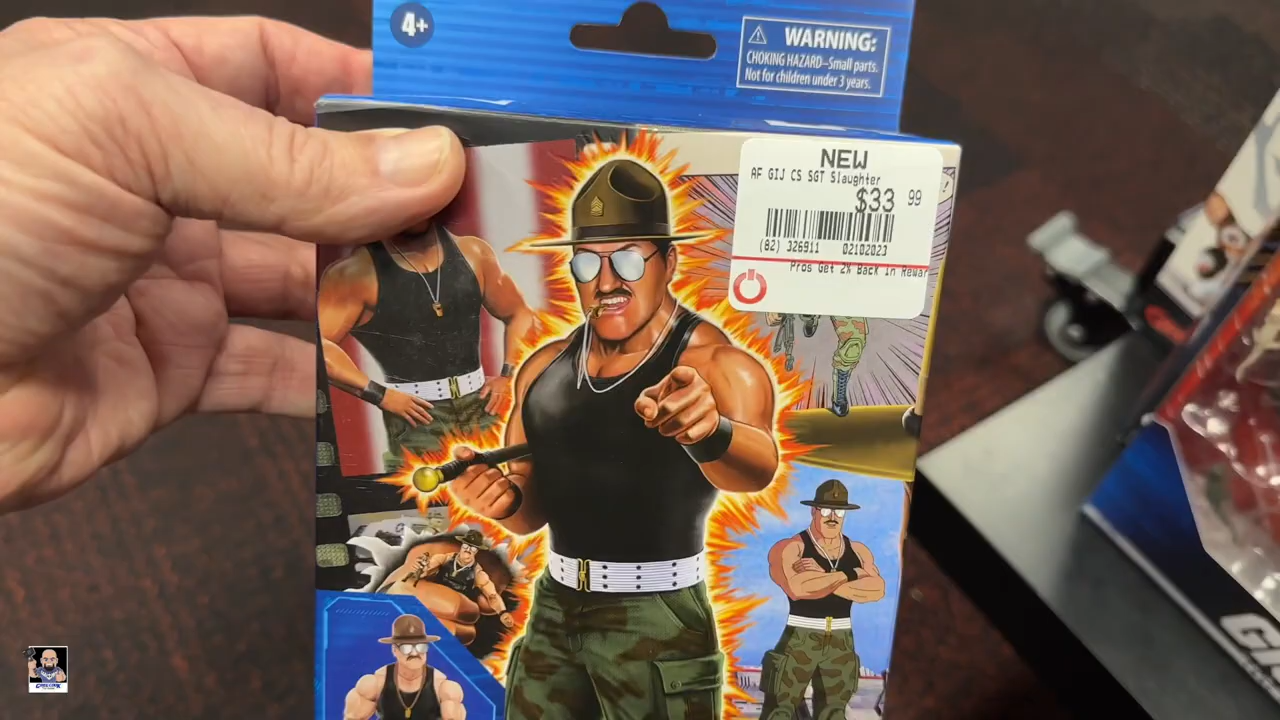 4+
WARNING:
CHOKING HAZARD–Small parts.
Not for children under 3 years.
NEW
AF GIJ CS SGT Slaughter
$33 99
(82) 326911 02102023
Pros Get 2% Back in Rewar